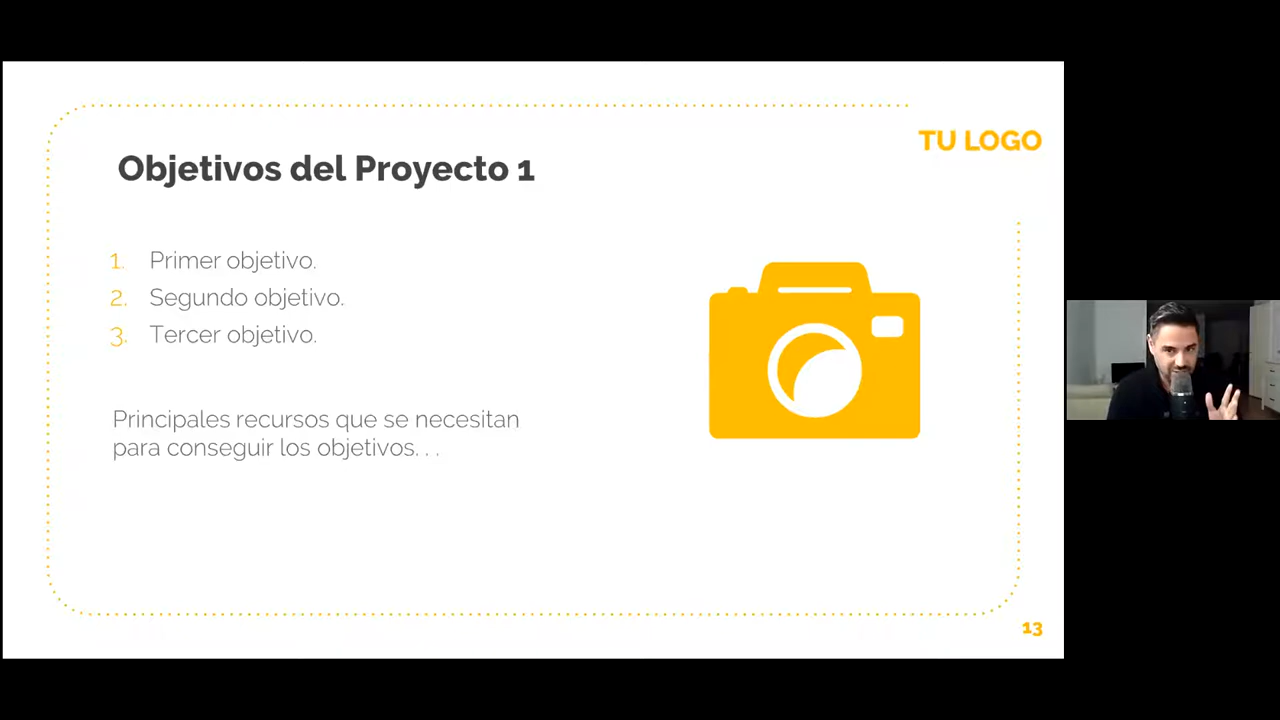 TU LOGO
Objetivos del Proyecto 1
1. Primer objetivo.
2. Segundo objetivo.
3. Tercer objetivo.
Principales recursos que se necesitan
para conseguir los objetivos. . .
13